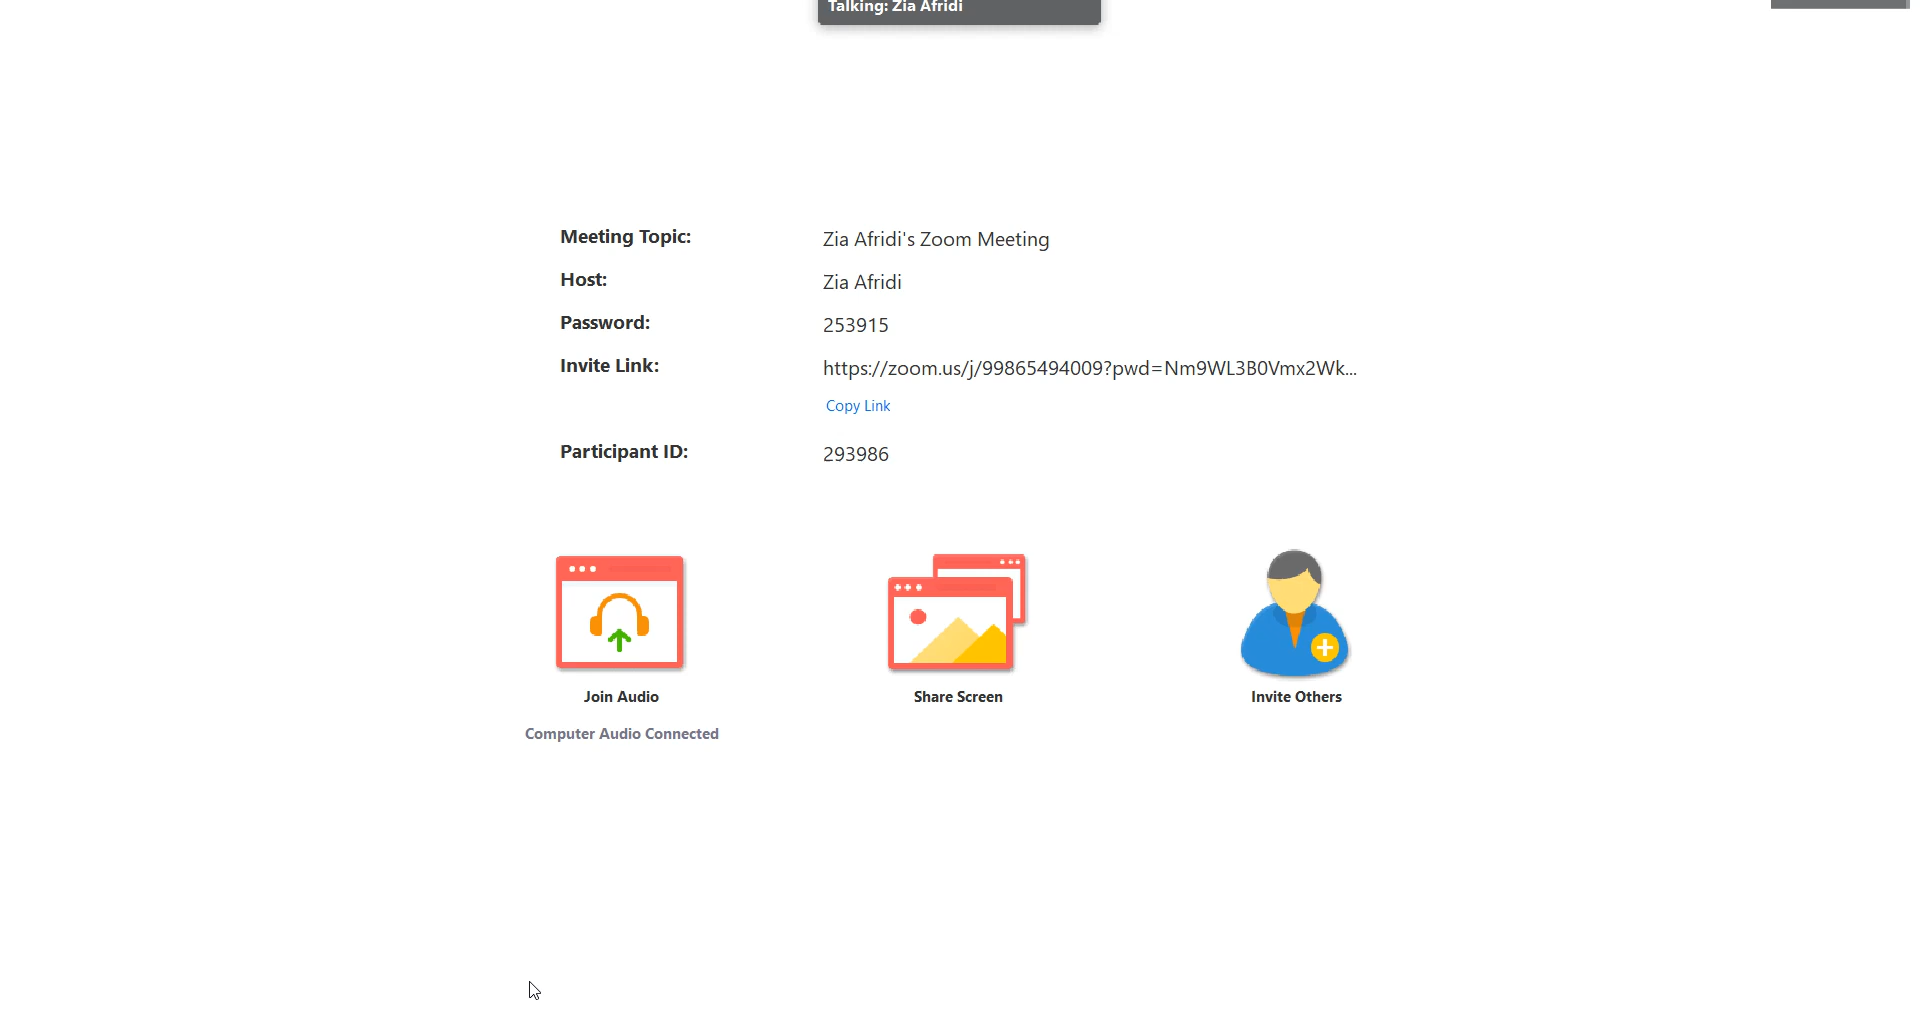 Talking: Zia Afridi
Meeting Topic: Zia Afridi's Zoom Meeting
Host: Zia Afridi
Password: 253915
Invite Link: https://zoom.us/j/99865494009?pwd=Nm9WL3B0Vmx2Wk...
Copy Link
Participant ID: 293986
Join Audio Share Screen Invite Others
Computer Audio Connected